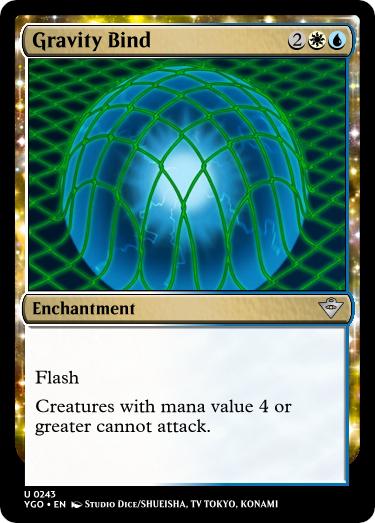 Gravity Bind 2
Enchantment
Flash
Creatures with mana value 4 or
greater cannot attack.
U 0243
YGO • EN Studio Dice/SHUEISHA, TV TOKYO, KONAMI